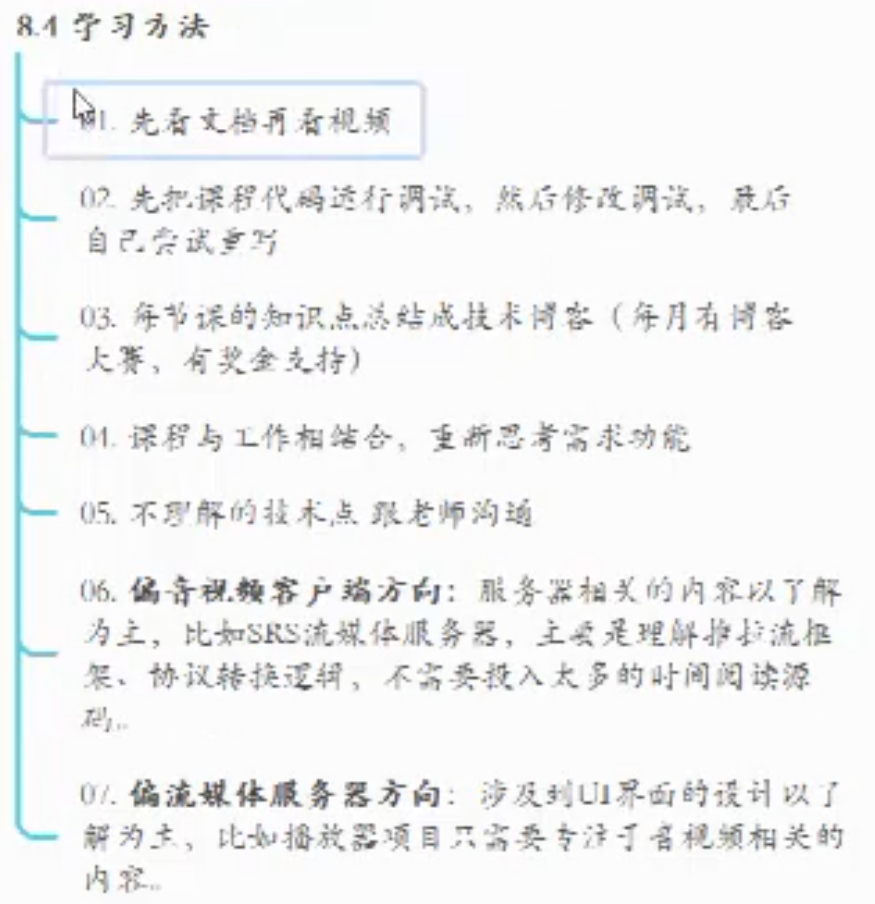 8.4 学习方法
01. 先看文档再看视频
02. 先把课程代码运行调试，然后修改调试，最后
自己尝试重写
03. 每节课的知识点总结成技术博客（每月有博客
大赛，有奖金支持）
04. 课程与工作相结合，重新思考需求功能
05. 不理解的技术点 跟老师沟通
06. 偏音视频客户端方向：服务器相关的内容以了解
为主，比如SRS流媒体服务器，主要是理解推拉流框
架、协议转换逻辑，不需要投入太多的时间阅读源
码。
07. 偏流媒体服务器方向：涉及到UI界面的设计以了
解为主，比如播放器项目只需要专注于音视频相关的
内容。